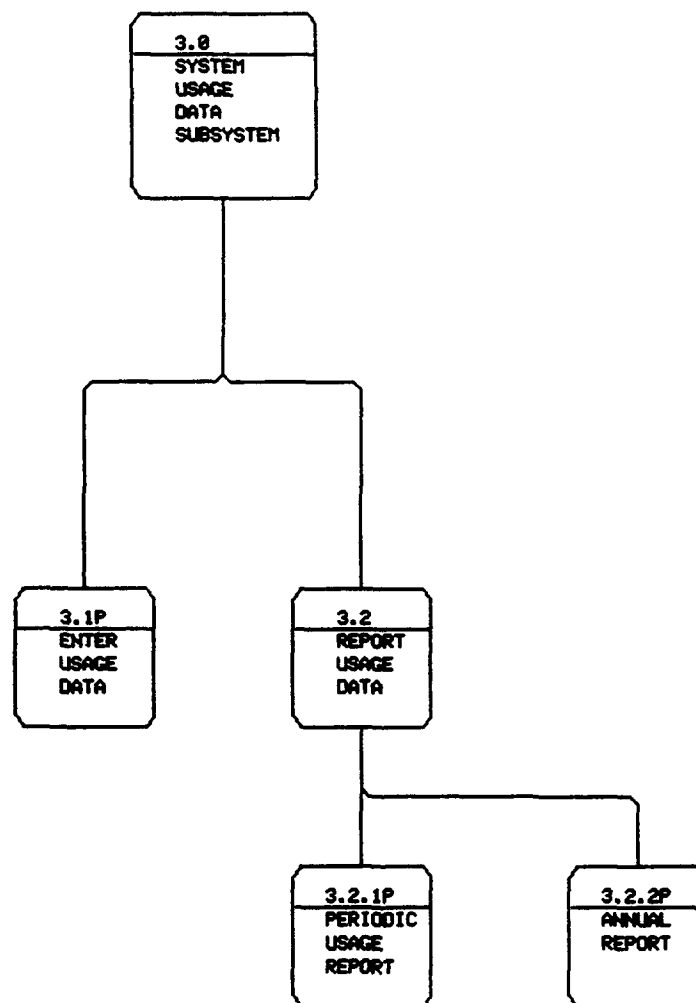 3.0
SYSTEM
USAGE
DATA
SUBSYSTEM
3.1P
ENTER
USAGE
DATA
3.2
REPORT
USAGE
DATA
3.2.1P
PERIODIC
USAGE
REPORT
3.2.2P
ANNUAL
REPORT